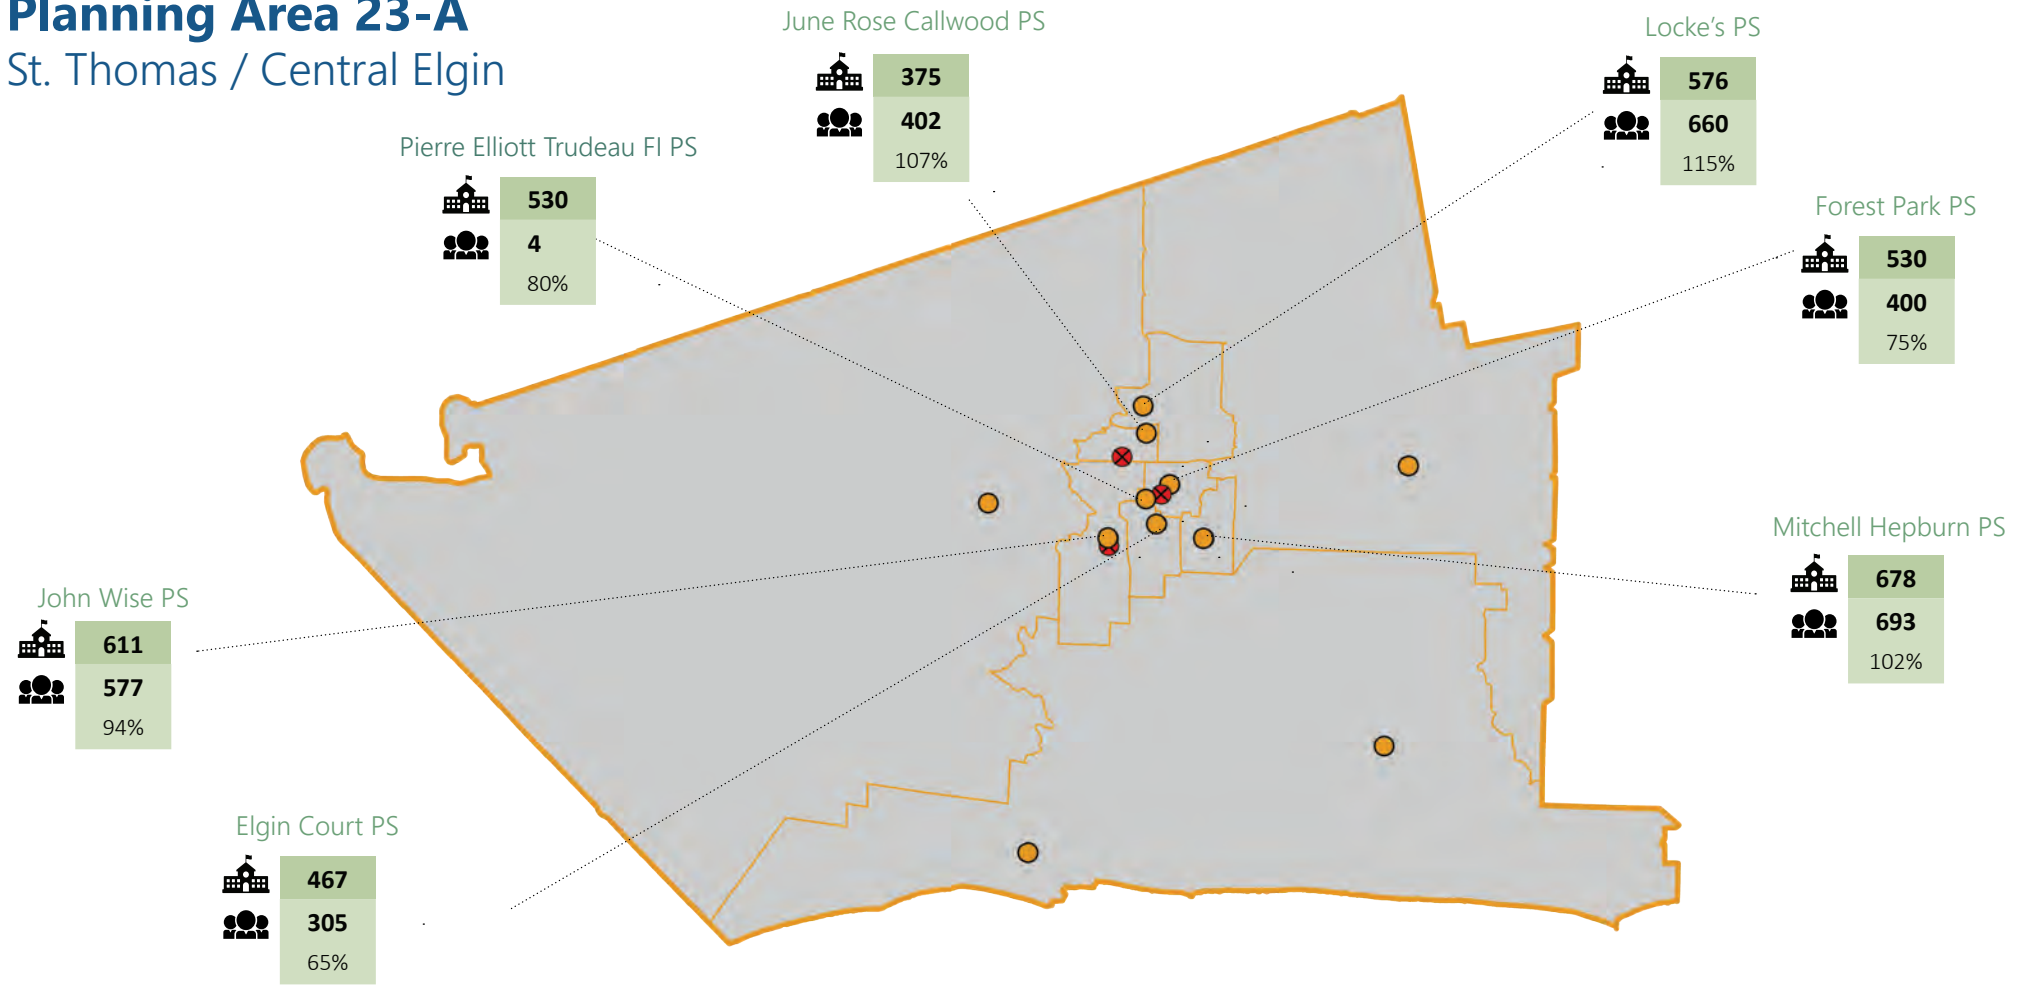 Planning Area 23-A
St. Thomas / Central Elgin
June Rose Callwood PS
375
402
107%
Locke's PS
576
660
115%
Pierre Elliott Trudeau FI PS
530
4
80%
Forest Park PS
530
400
75%
Mitchell Hepburn PS
678
693
102%
John Wise PS
611
577
94%
Elgin Court PS
467
305
65%